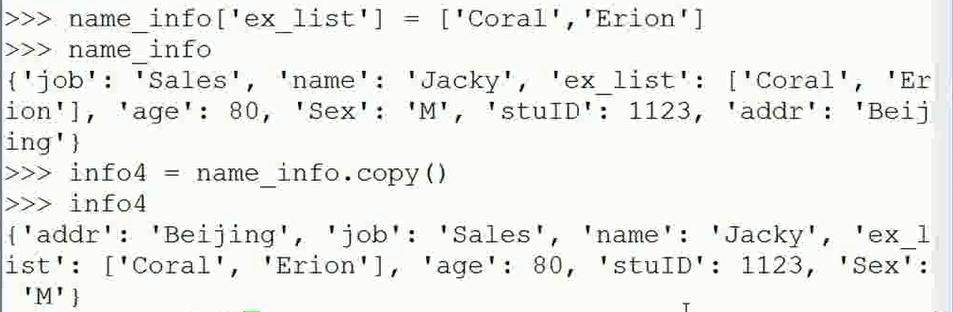 >>> name_info['ex_list'] = ['Coral','Erion']
>>> name_info
{'job': 'Sales', 'name': 'Jacky', 'ex_list': ['Coral', 'Er
ion'], 'age': 80, 'Sex': 'M', 'stuID': 1123, 'addr': 'Beij
ing'}
>>> info4 = name_info.copy()
>>> info4
{'addr': 'Beijing', 'job': 'Sales', 'name': 'Jacky', 'ex_l
ist': ['Coral', 'Erion'], 'age': 80, 'stuID': 1123, 'Sex':
 'M'}